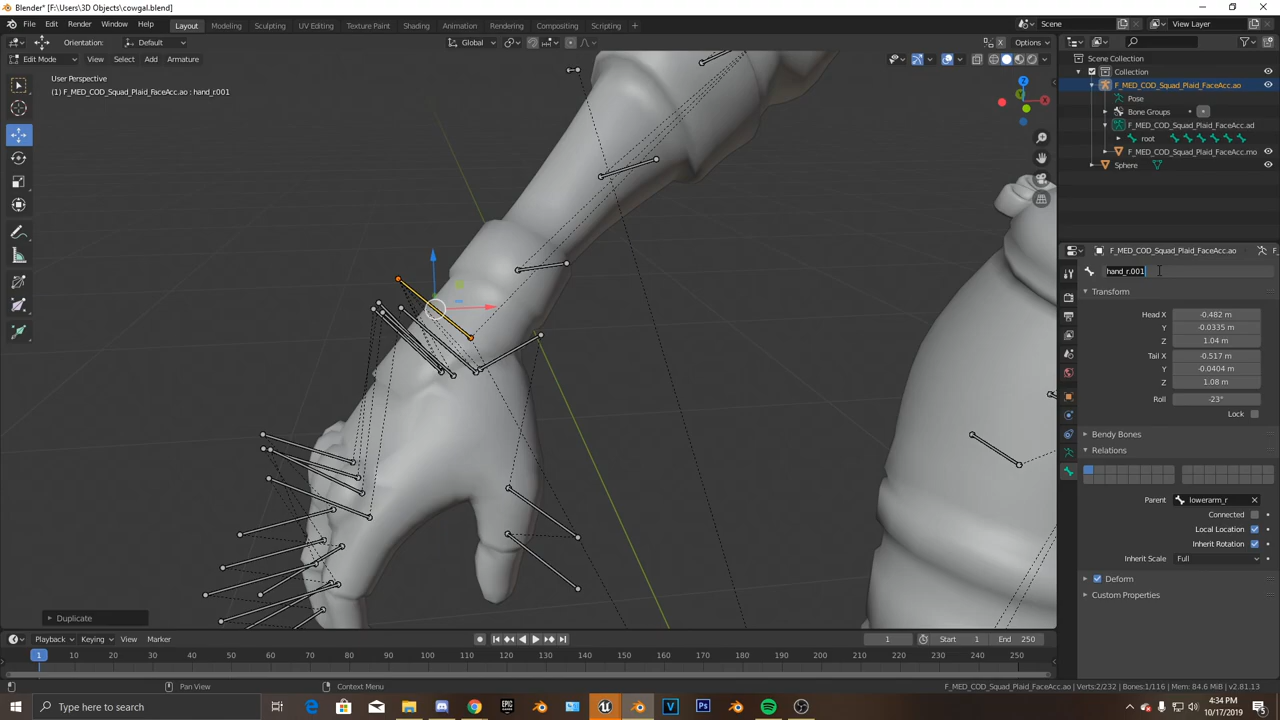 Blender* [F:\Users\3D Objects\cowgal.blend]
File Edit Render Window Help Layout Modeling Sculpting UV Editing Texture Paint Shading Animation Rendering Compositing Scripting + Scene View Layer
Orientation: Default Global X Options
Edit Mode View Select Add Armature
User Perspective
(1) F_MED_COD_Squad_Plaid_FaceAcc.ao : hand_r.001
Z
Y
X
Duplicate
Scene Collection
Collection
F_MED_COD_Squad_Plaid_FaceAcc.ao
Pose
Bone Groups
F_MED_COD_Squad_Plaid_FaceAcc.ad
root
F_MED_COD_Squad_Plaid_FaceAcc.mo
Sphere
F_MED_COD_Squad_Plaid_FaceAcc.ao F_
hand_r.001
Transform
Head X -0.482 m
Y -0.0335 m
Z 1.04 m
Tail X -0.517 m
Y -0.0404 m
Z 1.08 m
Roll -23°
Lock
Bendy Bones
Relations
Parent lowerarm_r
Connected
Local Location
Inherit Rotation
Inherit Scale Full
Deform
Custom Properties
Playback Keying View Marker 1 Start 1 End 250
1 10 20 30 40 50 60 70 80 90 100 110 120 130 140 150 160 170 180 190 200 210 220 230 240 250
Pan View Context Menu F_MED_COD_Squad_Plaid_FaceAcc.ao | Verts:2/232 | Bones:1/116 | Mem: 84.6 MiB | v2.81.13
Type here to search
4:34 PM
10/17/2019